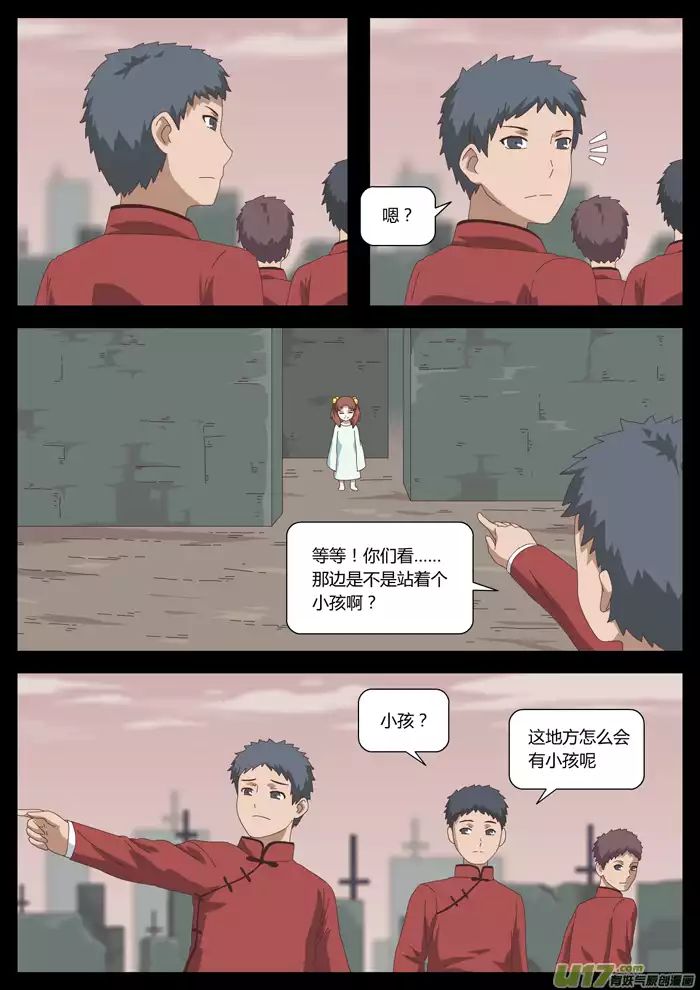 嗯？
等等！你们看……
那边是不是站着个
小孩啊？
小孩？
这地方怎么会
有小孩呢
U17.com
有妖气原创漫画